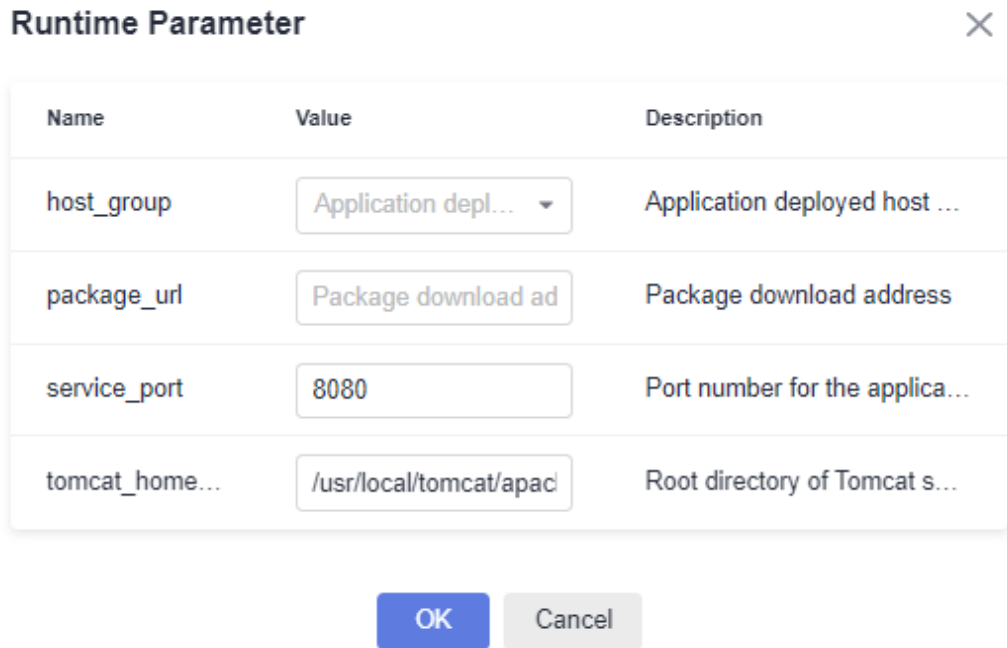 Runtime Parameter
Name Value Description
host_group Application depl... Application deployed host ...
package_url Package download ad Package download address
service_port 8080 Port number for the applica...
tomcat_home... /usr/local/tomcat/apac Root directory of Tomcat s...
OK Cancel